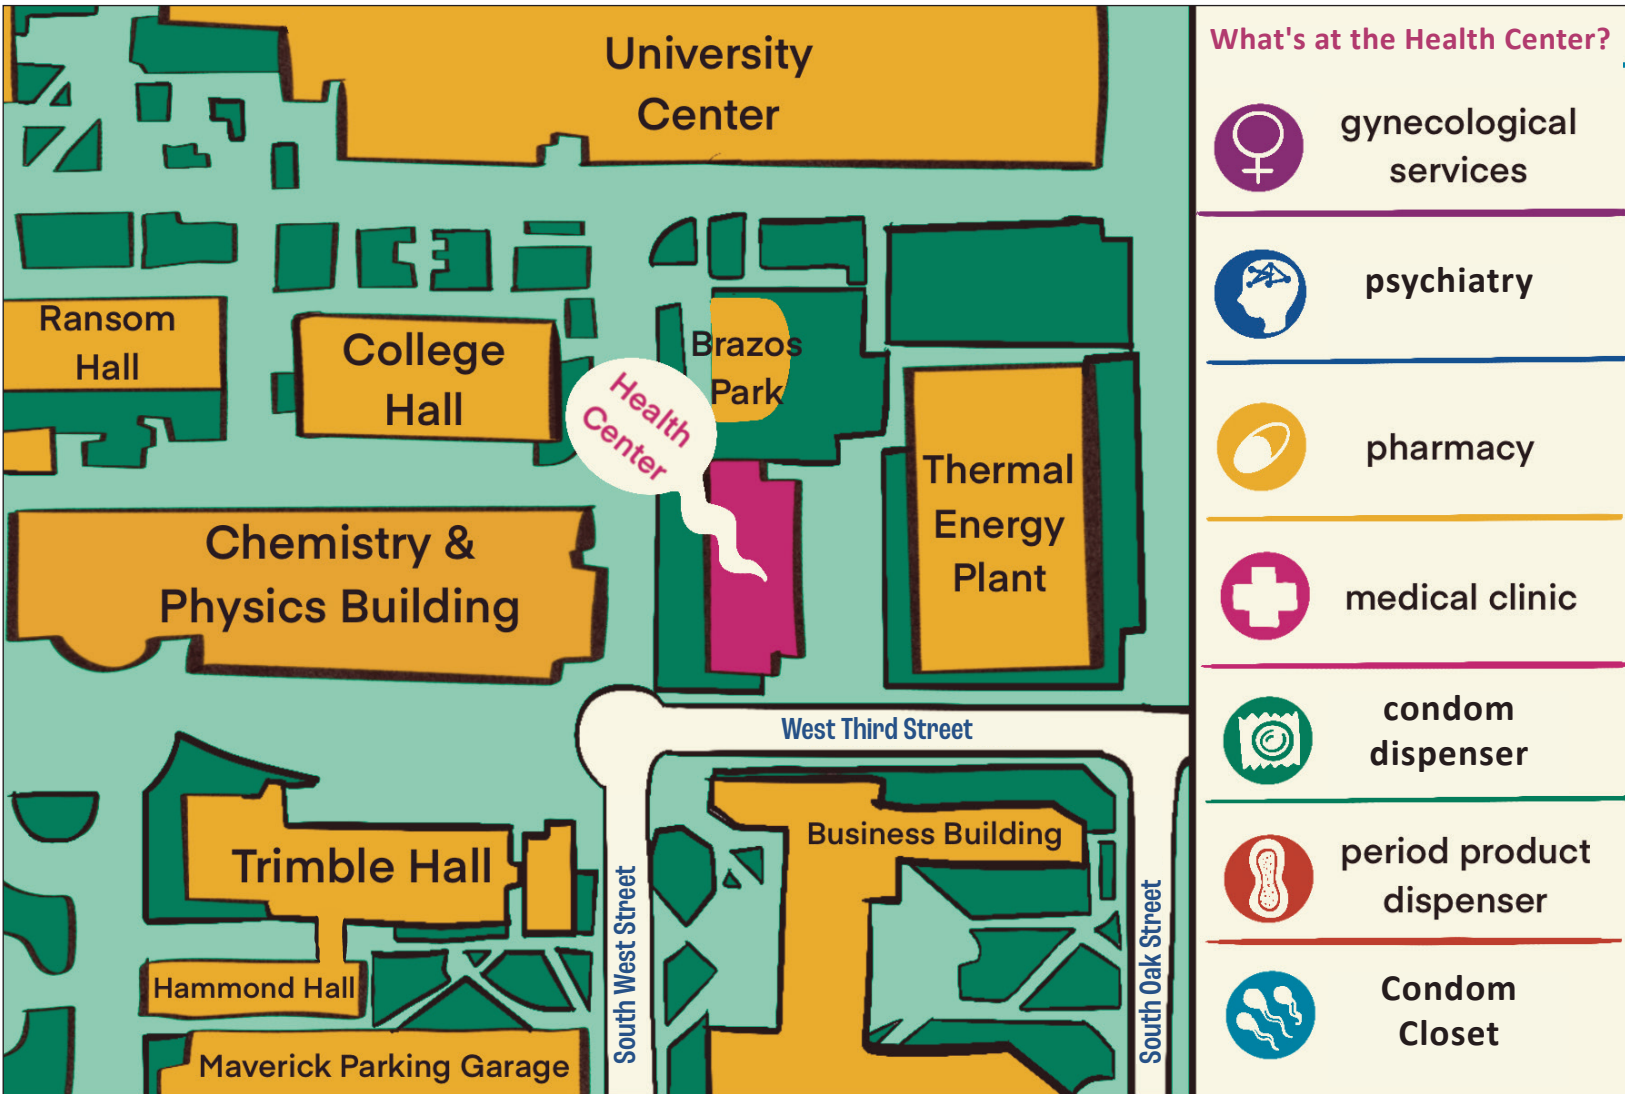 University
Center
Ransom
Hall
College
Hall
Brazos
Park
Health
Center
Thermal
Energy
Plant
Chemistry &
Physics Building
West Third Street
Trimble Hall
Business Building
South West Street
South Oak Street
Hammond Hall
Maverick Parking Garage
What's at the Health Center?
gynecological
services
psychiatry
pharmacy
medical clinic
condom
dispenser
period product
dispenser
Condom
Closet